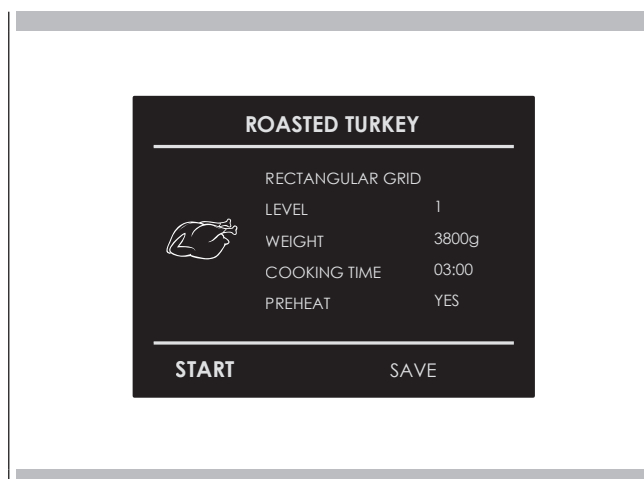 ROASTED TURKEY
RECTANGULAR GRID
LEVEL 1
WEIGHT 3800g
COOKING TIME 03:00
PREHEAT YES
START SAVE